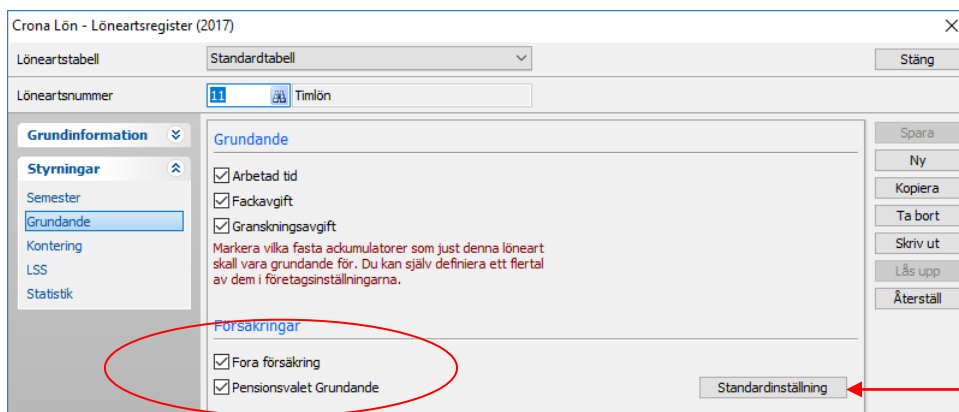 Crona Lön - Löneartsregister (2017)
Löneartstabell Standardtabell Stäng
Löneartsnummer 11 Timlön
Grundinformation
Styrningar
Semester
Grundande
Kontering
LSS
Statistik
Grundande
Arbetad tid
Fackavgift
Granskningsavgift
Markera vilka fasta ackumulatorer som just denna löneart
skall vara grundande för. Du kan själv definiera ett flertal
av dem i företagsinställningarna.
Försäkringar
Fora försäkring
Pensionsvalet Grundande
Standardinställning
Spara
Ny
Kopiera
Ta bort
Skriv ut
Lås upp
Återställ